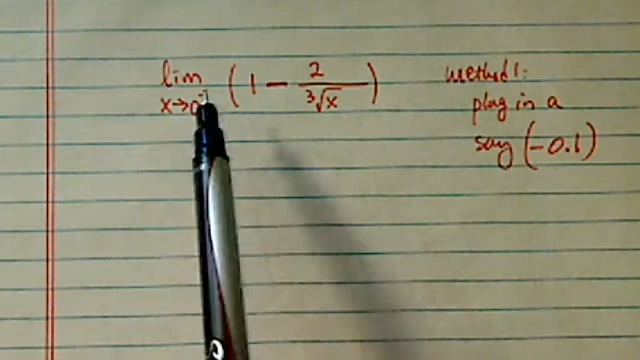 lim (1 - 2/∛x)
x→0⁻
method 1:
plug in a
say (-0.1)